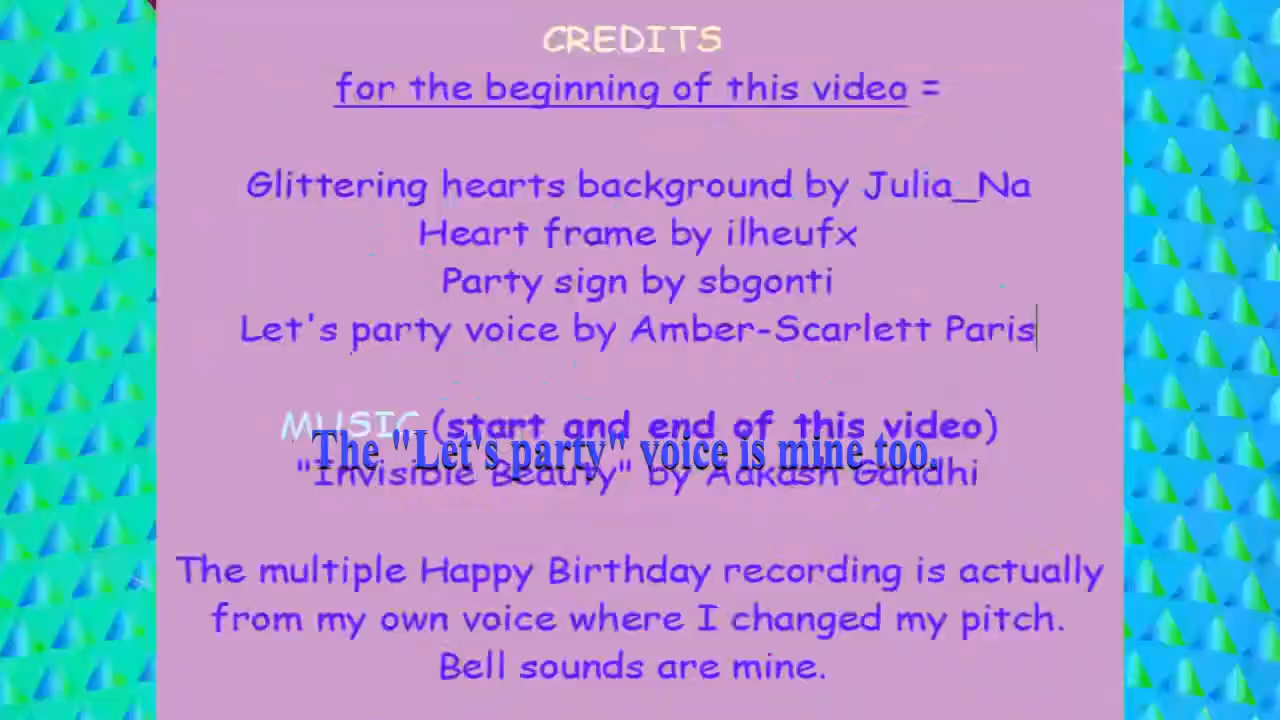 CREDITS
for the beginning of this video =
Glittering hearts background by Julia_Na
Heart frame by ilheufx
Party sign by sbgonti
Let's party voice by Amber-Scarlett Paris
MUSIC (start and end of this video)
The "Let's party" voice is mine too.
"Invisible Beauty" by Aakash Gandhi
The multiple Happy Birthday recording is actually
from my own voice where I changed my pitch.
Bell sounds are mine.